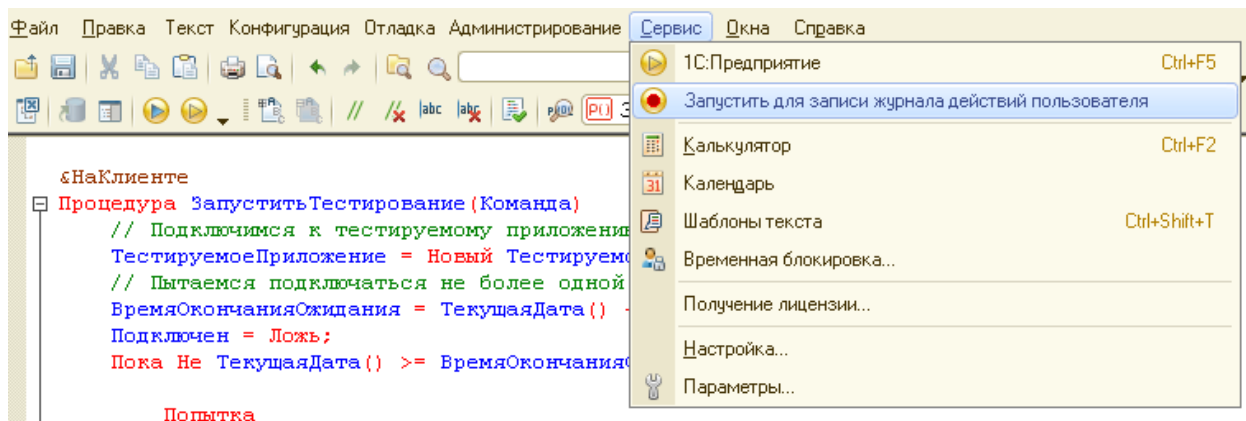 Файл Правка Текст Конфигурация Отладка Администрирование Сервис Окна Справка
1С:Предприятие Ctrl+F5
Запустить для записи журнала действий пользователя
Калькулятор Ctrl+F2
Календарь
Шаблоны текста Ctrl+Shift+T
Временная блокировка...
Получение лицензии...
Настройка...
Параметры...
&НаКлиенте
Процедура ЗапуститьТестирование(Команда)
// Подключимся к тестируемому приложению
ТестируемоеПриложение = Новый Тестируемо
// Пытаемся подключаться не более одной
ВремяОкончанияОжидания = ТекущаяДата()
Подключен = Ложь;
Пока Не ТекущаяДата() >= ВремяОкончания
Попытка